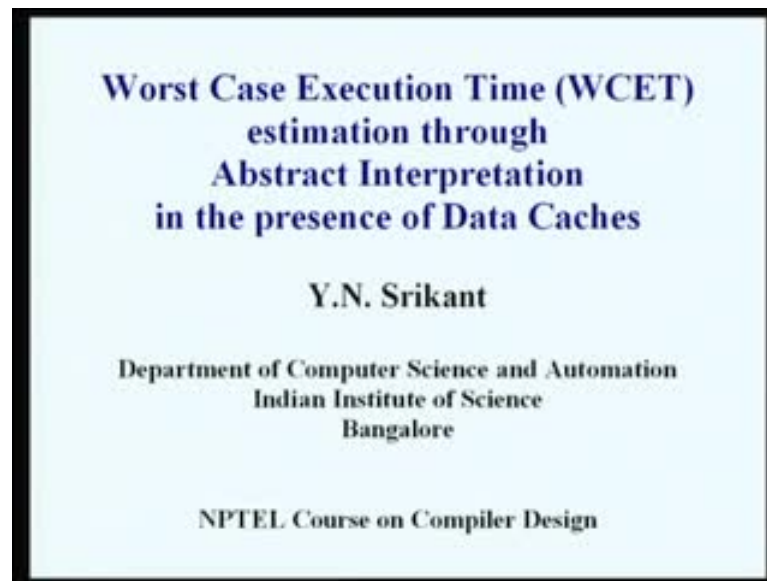 Worst Case Execution Time (WCET)
estimation through
Abstract Interpretation
in the presence of Data Caches
Y.N. Srikant
Department of Computer Science and Automation
Indian Institute of Science
Bangalore
NPTEL Course on Compiler Design